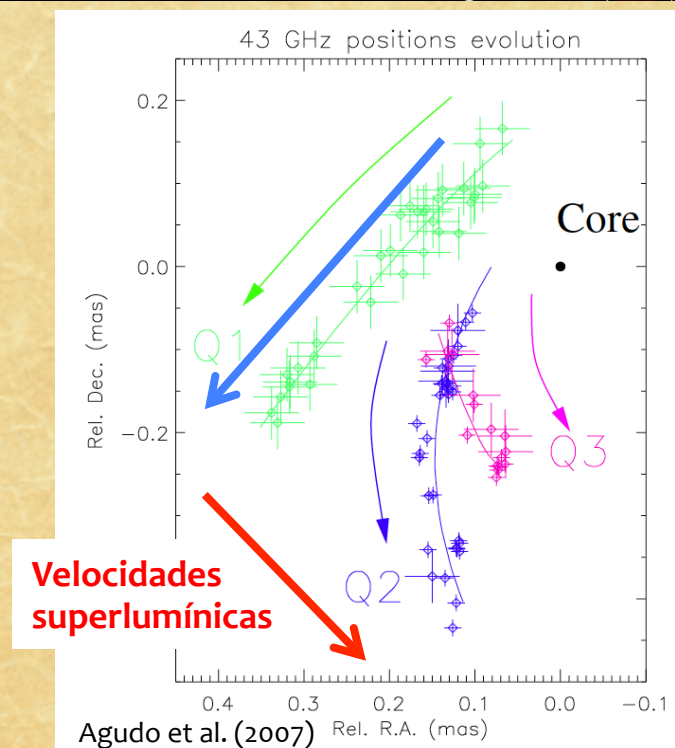 43 GHz positions evolution
0.2
0.0
−0.2
Rel. Dec. (mas)
Core
Q1
Q2
Q3
Velocidades
superlumínicas
0.4 0.3 0.2 0.1 0.0 −0.1
Agudo et al. (2007) Rel. R.A. (mas)